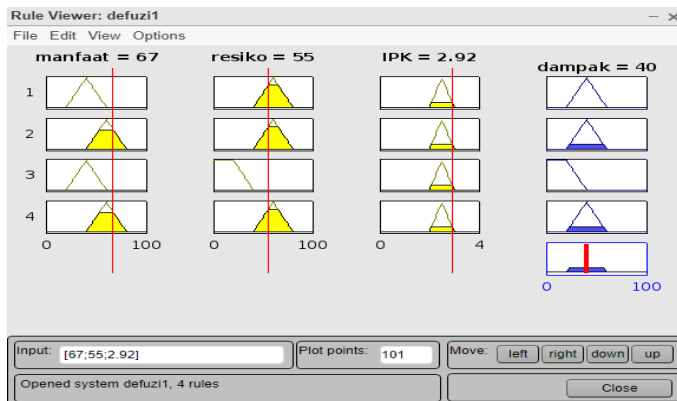 Rule Viewer: defuzi1
File Edit View Options
manfaat = 67 resiko = 55 IPK = 2.92 dampak = 40
1
2
3
4
0 100 0 100 0 4
0 100
Input: [67;55;2.92] Plot points: 101 Move: left right down up
Opened system defuzi1, 4 rules Close